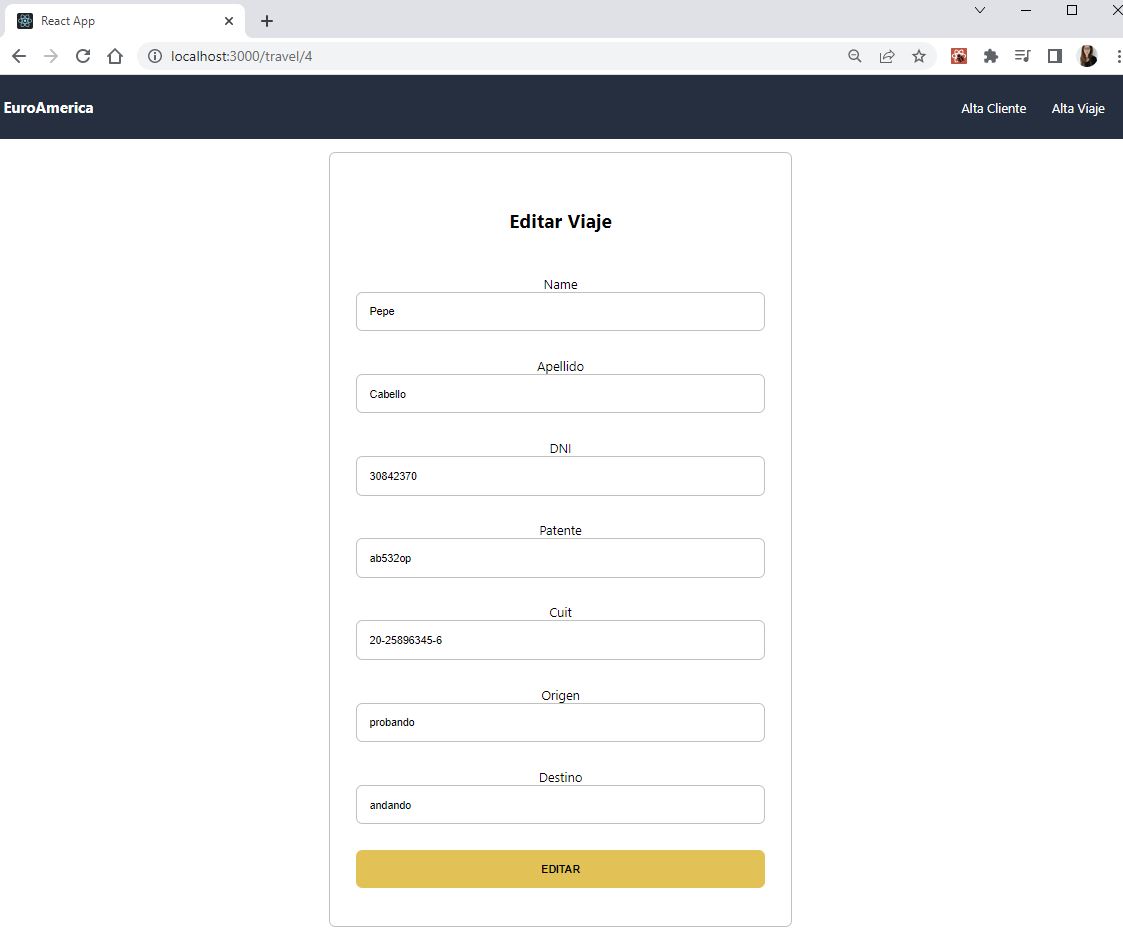 React App
localhost:3000/travel/4
EuroAmerica
Alta Cliente
Alta Viaje
Editar Viaje
Name
Pepe
Apellido
Cabello
DNI
30842370
Patente
ab532op
Cuit
20-25896345-6
Origen
probando
Destino
andando
EDITAR